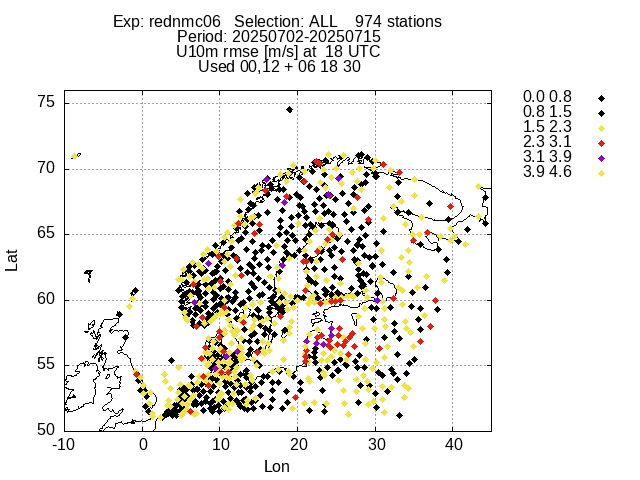 Exp: rednmc06   Selection: ALL    974 stations
Period: 20250702-20250715
U10m rmse [m/s] at  18 UTC
Used 00,12 + 06 18 30
0.0 0.8
0.8 1.5
1.5 2.3
2.3 3.1
3.1 3.9
3.9 4.6
75
70
65
60
55
50
Lat
-10 0 10 20 30 40
Lon